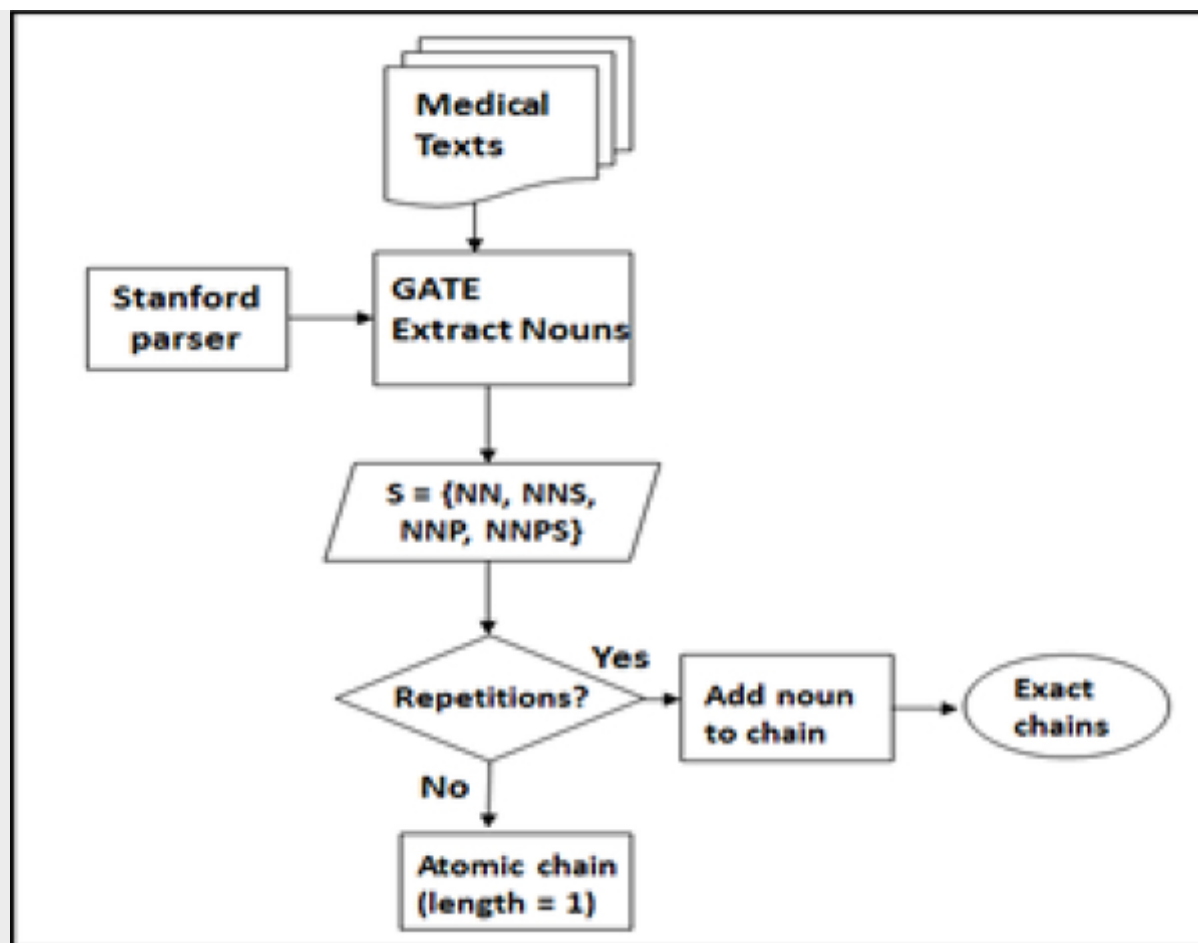 Medical
Texts
Stanford
parser
GATE
Extract Nouns
S = {NN, NNS,
NNP, NNPS}
Repetitions?
Yes
Add noun
to chain
Exact
chains
No
Atomic chain
(length = 1)